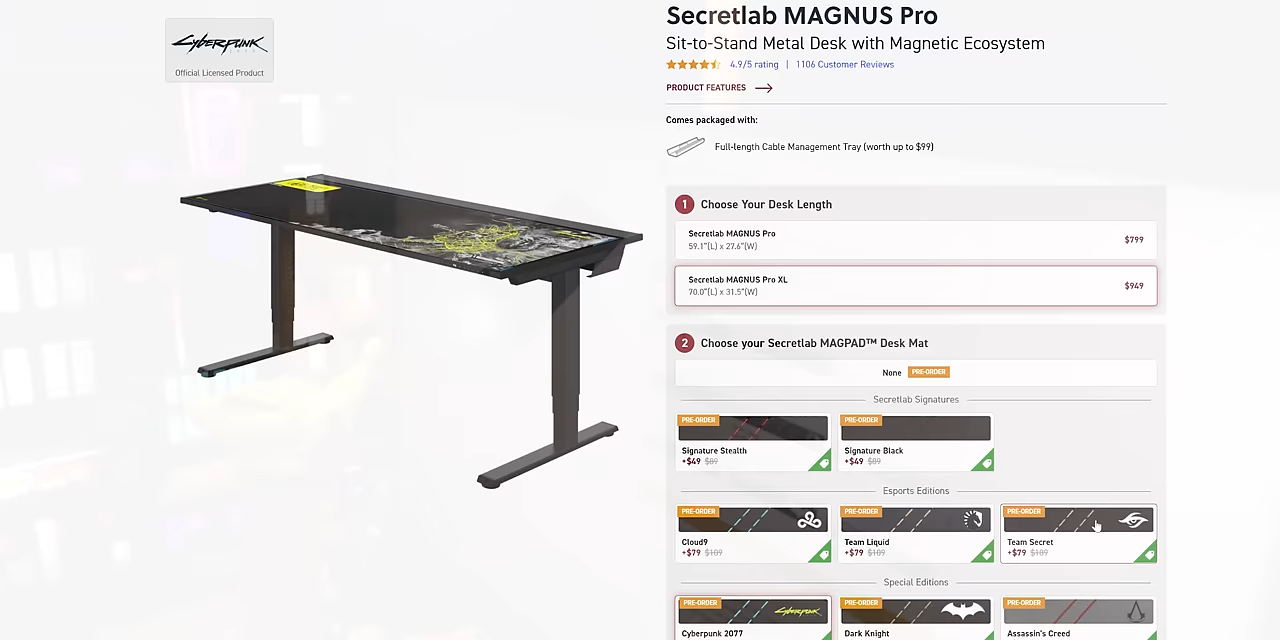 CYBERPUNK
Official Licensed Product
Secretlab MAGNUS Pro
Sit-to-Stand Metal Desk with Magnetic Ecosystem
4.9/5 rating | 1106 Customer Reviews
PRODUCT FEATURES
Comes packaged with:
Full-length Cable Management Tray (worth up to $99)
1 Choose Your Desk Length
Secretlab MAGNUS Pro
59.1"(L) x 27.6"(W)
$799
Secretlab MAGNUS Pro XL
70.0"(L) x 31.5"(W)
$949
2 Choose your Secretlab MAGPAD™ Desk Mat
None PRE-ORDER
Secretlab Signatures
PRE-ORDER
Signature Stealth
+$49 $89
PRE-ORDER
Signature Black
+$49 $89
Esports Editions
PRE-ORDER
Cloud9
+$79 $109
PRE-ORDER
Team Liquid
+$79 $109
PRE-ORDER
Team Secret
+$79 $109
Special Editions
PRE-ORDER
CYBERPUNK
Cyberpunk 2077
PRE-ORDER
Dark Knight
PRE-ORDER
Assassin's Creed